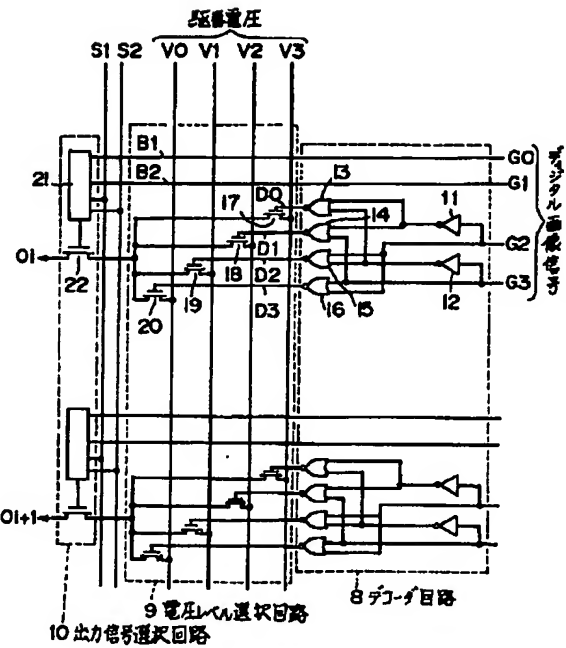 駆動電圧
S1 S2 V0 V1 V2 V3
B1
G0
21
B2
D0
13
G1
デジタル画像信号
17
14
11
G2
Oi
22
18
D1
19
D2
15
12
G3
20
D3
16
Oi+1
9 電圧レベル選択回路
8 デコーダ回路
10 出力信号選択回路